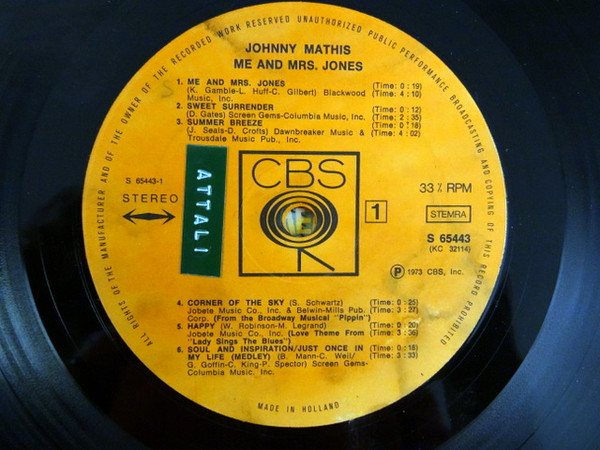 ALL RIGHTS OF THE MANUFACTURER AND OF THE OWNER OF THE RECORDED WORK RESERVED UNAUTHORIZED PUBLIC PERFORMANCE BROADCASTING AND COPYING OF THIS RECORD PROHIBITED
JOHNNY MATHIS
ME AND MRS. JONES
1. ME AND MRS. JONES (Time: 0:19)
(K. Gamble-L. Huff-C. Gilbert) Blackwood (Time: 4:10)
Music, Inc.
2. SWEET SURRENDER (Time: 0:12)
(D. Gates) Screen Gems-Columbia Music, Inc. (Time: 2:35)
3. SUMMER BREEZE (Time: 0:18)
(J. Seals-D. Crofts) Dawnbreaker Music & (Time: 4:02)
Trousdale Music Pub., Inc.
S 65443-1
STEREO
ATTALI
CBS
1
33⅓ RPM
STEMRA
S 65443
(KC 32114)
Ⓟ 1973 CBS, Inc.
4. CORNER OF THE SKY (S. Schwartz) (Time: 0:25)
Jobete Music Co., Inc. & Belwin-Mills Pub. (Time: 3:27)
Corp. (From the Broadway Musical "Pippin")
5. HAPPY (W. Robinson-M. Legrand) (Time: 0:20)
Jobete Music Co., Inc. (Love Theme From (Time: 3:36)
"Lady Sings The Blues")
6. SOUL AND INSPIRATION/JUST ONCE IN (Time: 0:18)
MY LIFE (MEDLEY) (B. Mann-C. Weil/ (Time: 3:33)
G. Goffin-C. King-P. Spector) Screen Gems-
Columbia Music, Inc.
MADE IN HOLLAND